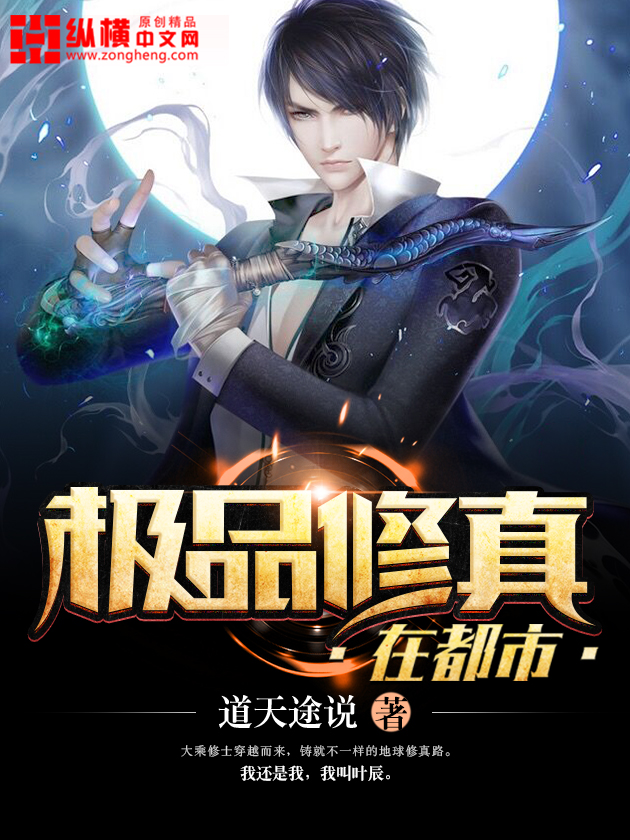 纵横
原创精品
中文网
www.zongheng.com
极品修真
·在都市·
道天途说 著
大乘修士穿越而来，铸就不一样的地球修真路。
我还是我，我叫叶辰。